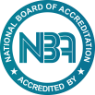 NATIONAL BOARD OF ACCREDITATION
NBA
ACCREDITED BY